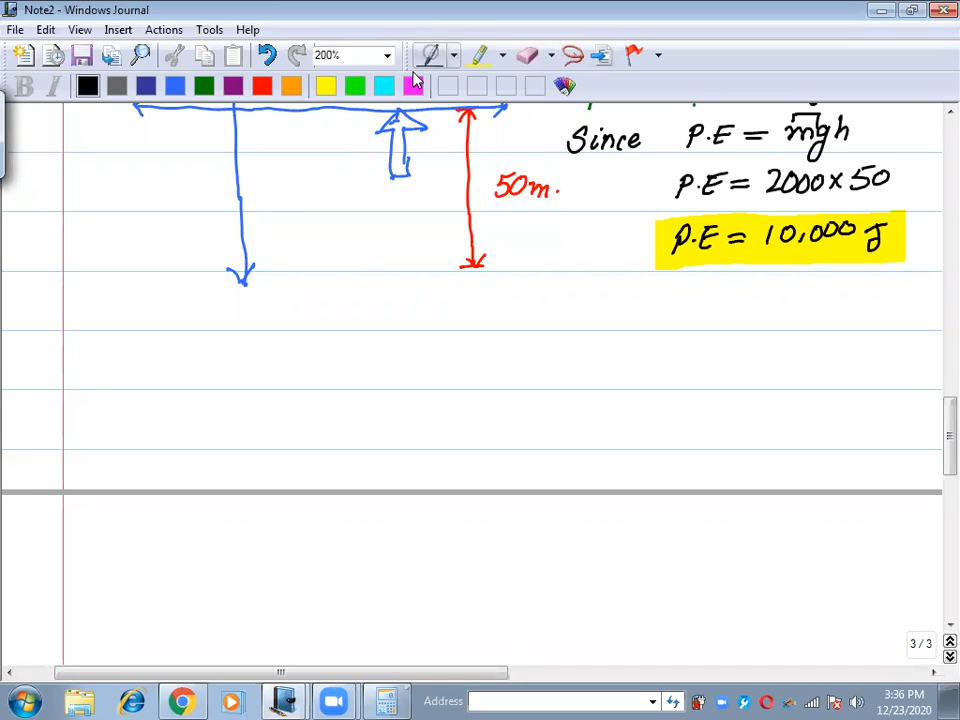 Note2 - Windows Journal
File Edit View Insert Actions Tools Help
200%
B I
Since P.E = mgh
50m. P.E = 2000 x 50
P.E = 10,000 J
3 / 3
Address
3:36 PM
12/23/2020